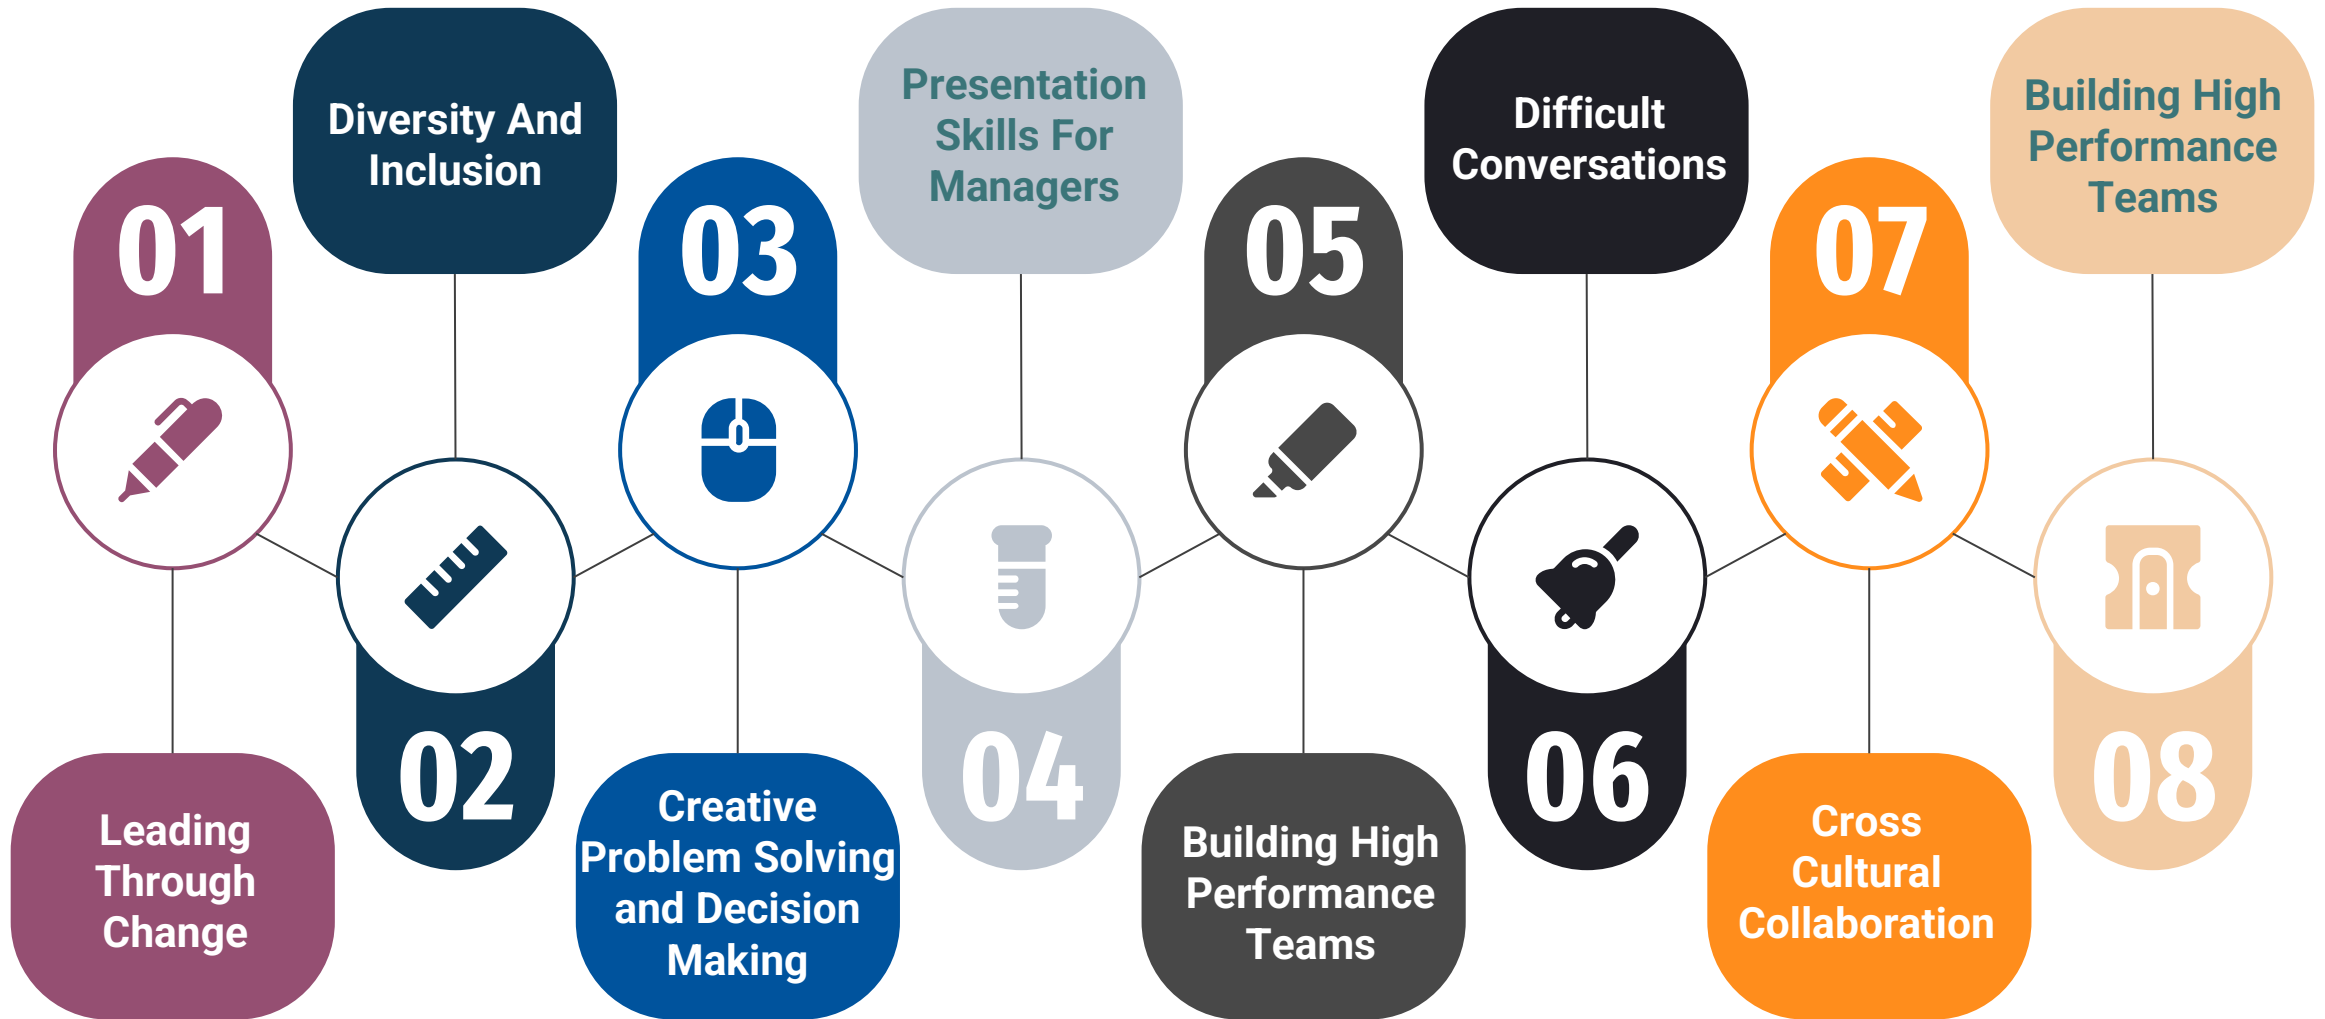 01
Leading
Through
Change
Diversity And
Inclusion
02
03
Creative
Problem Solving
and Decision
Making
Presentation
Skills For
Managers
04
05
Building High
Performance
Teams
Difficult
Conversations
06
07
Cross
Cultural
Collaboration
Building High
Performance
Teams
08